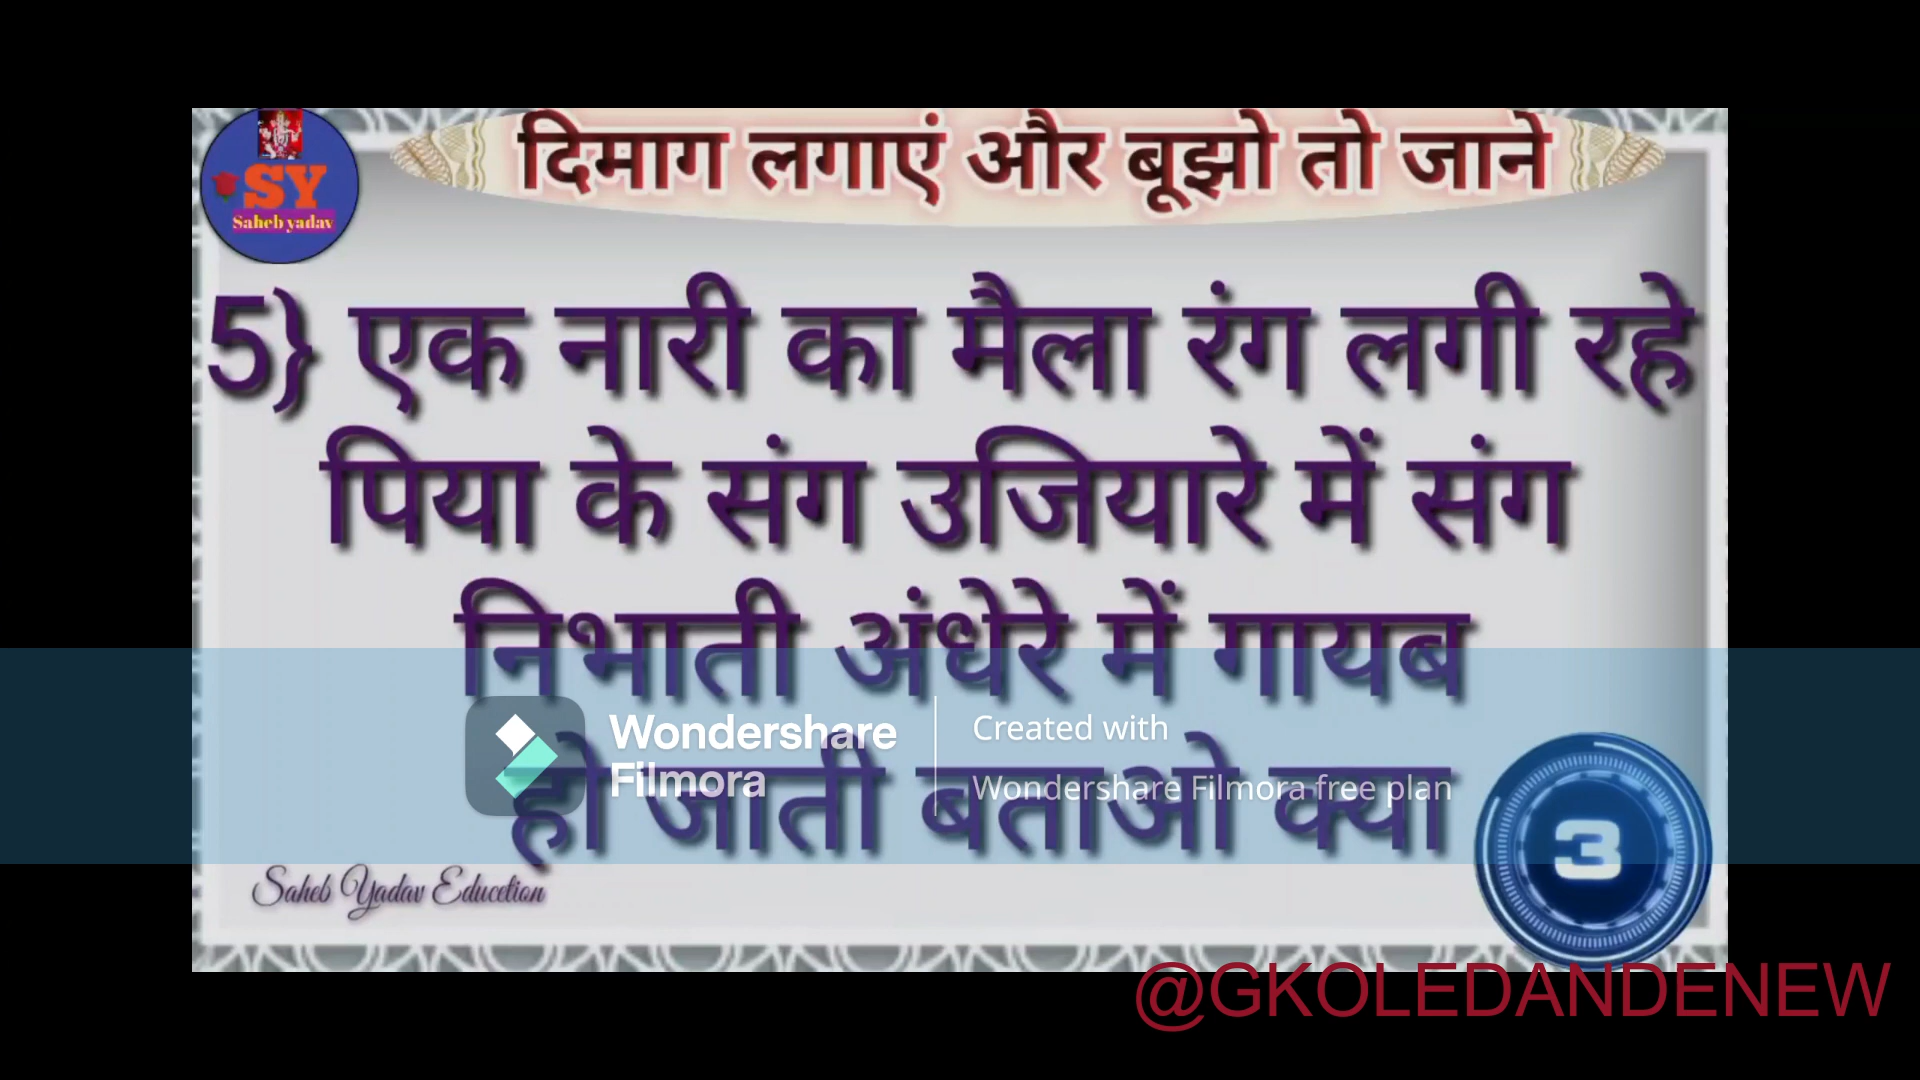 दिमाग लगाएं और बूझो तो जाने
SY
Saheb yadav
5} एक नारी का मैला रंग लगी रहे
पिया के संग उजियारे में संग
निभाती अंधेरे में गायब
हो जाती बताओ क्या
Wondershare
Filmora
Created with
Wondershare Filmora free plan
3
Saheb Yadav Education
@GKOLEDANDENEW